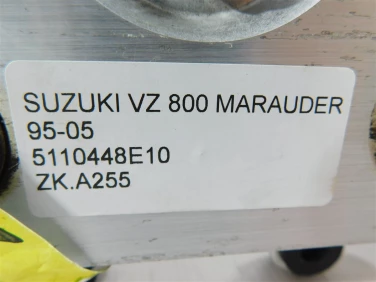 SUZUKI VZ 800 MARAUDER
95-05
5110448E10
ZK.A255